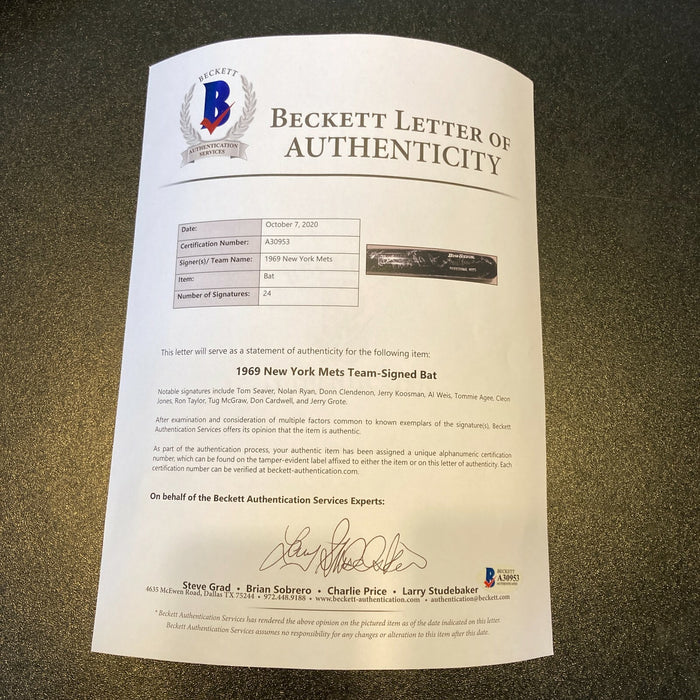 BECKETT
B
AUTHENTICATION
SERVICES
BECKETT LETTER OF
AUTHENTICITY
Date: October 7, 2020
Certification Number: A30953
Signer(s)/ Team Name: 1969 New York Mets
Item: Bat
Number of Signatures: 24
This letter will serve as a statement of authenticity for the following item:
1969 New York Mets Team-Signed Bat
Notable signatures include Tom Seaver, Nolan Ryan, Donn Clendenon, Jerry Koosman, Al Weis, Tommie Agee, Cleon
Jones, Ron Taylor, Tug McGraw, Don Cardwell, and Jerry Grote.
After examination and consideration of multiple factors common to known exemplars of the signature(s), Beckett
Authentication Services offers its opinion that the item is authentic.
As part of the authentication process, your authentic item has been assigned a unique alphanumeric certification
number, which can be found on the tamper-evident label affixed to either the item or on this letter of authenticity. Each
certification number can be verified at beckett-authentication.com.
On behalf of the Beckett Authentication Services Experts:
BECKETT
A30953
Steve Grad • Brian Sobrero • Charlie Price • Larry Studebaker
4635 McEwen Road, Dallas TX 75244 • 972.448.9188 • www.beckett-authentication.com • authentication@beckett.com
* Beckett Authentication Services has rendered the above opinion on the pictured item as of the date indicated on this letter.
Beckett Authentication Services assumes no responsibility for any changes or alteration to this item after this date.